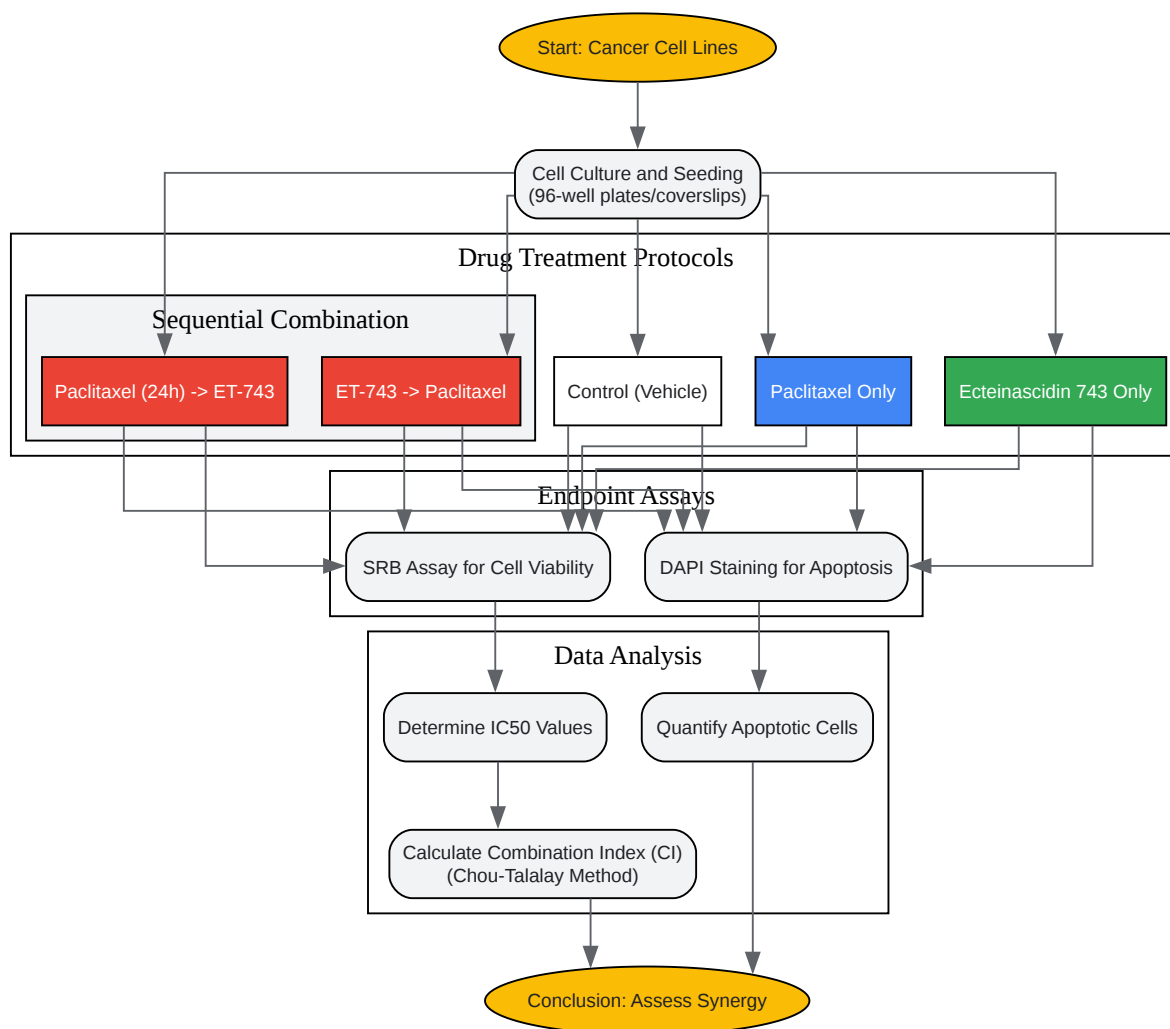 Start: Cancer Cell Lines
Cell Culture and Seeding
(96-well plates/coverslips)
Drug Treatment Protocols
Sequential Combination
Paclitaxel (24h) -> ET-743
ET-743 -> Paclitaxel
Control (Vehicle)
Paclitaxel Only
Ecteinascidin 743 Only
Endpoint Assays
SRB Assay for Cell Viability
DAPI Staining for Apoptosis
Data Analysis
Determine IC50 Values
Quantify Apoptotic Cells
Calculate Combination Index (CI)
(Chou-Talalay Method)
Conclusion: Assess Synergy